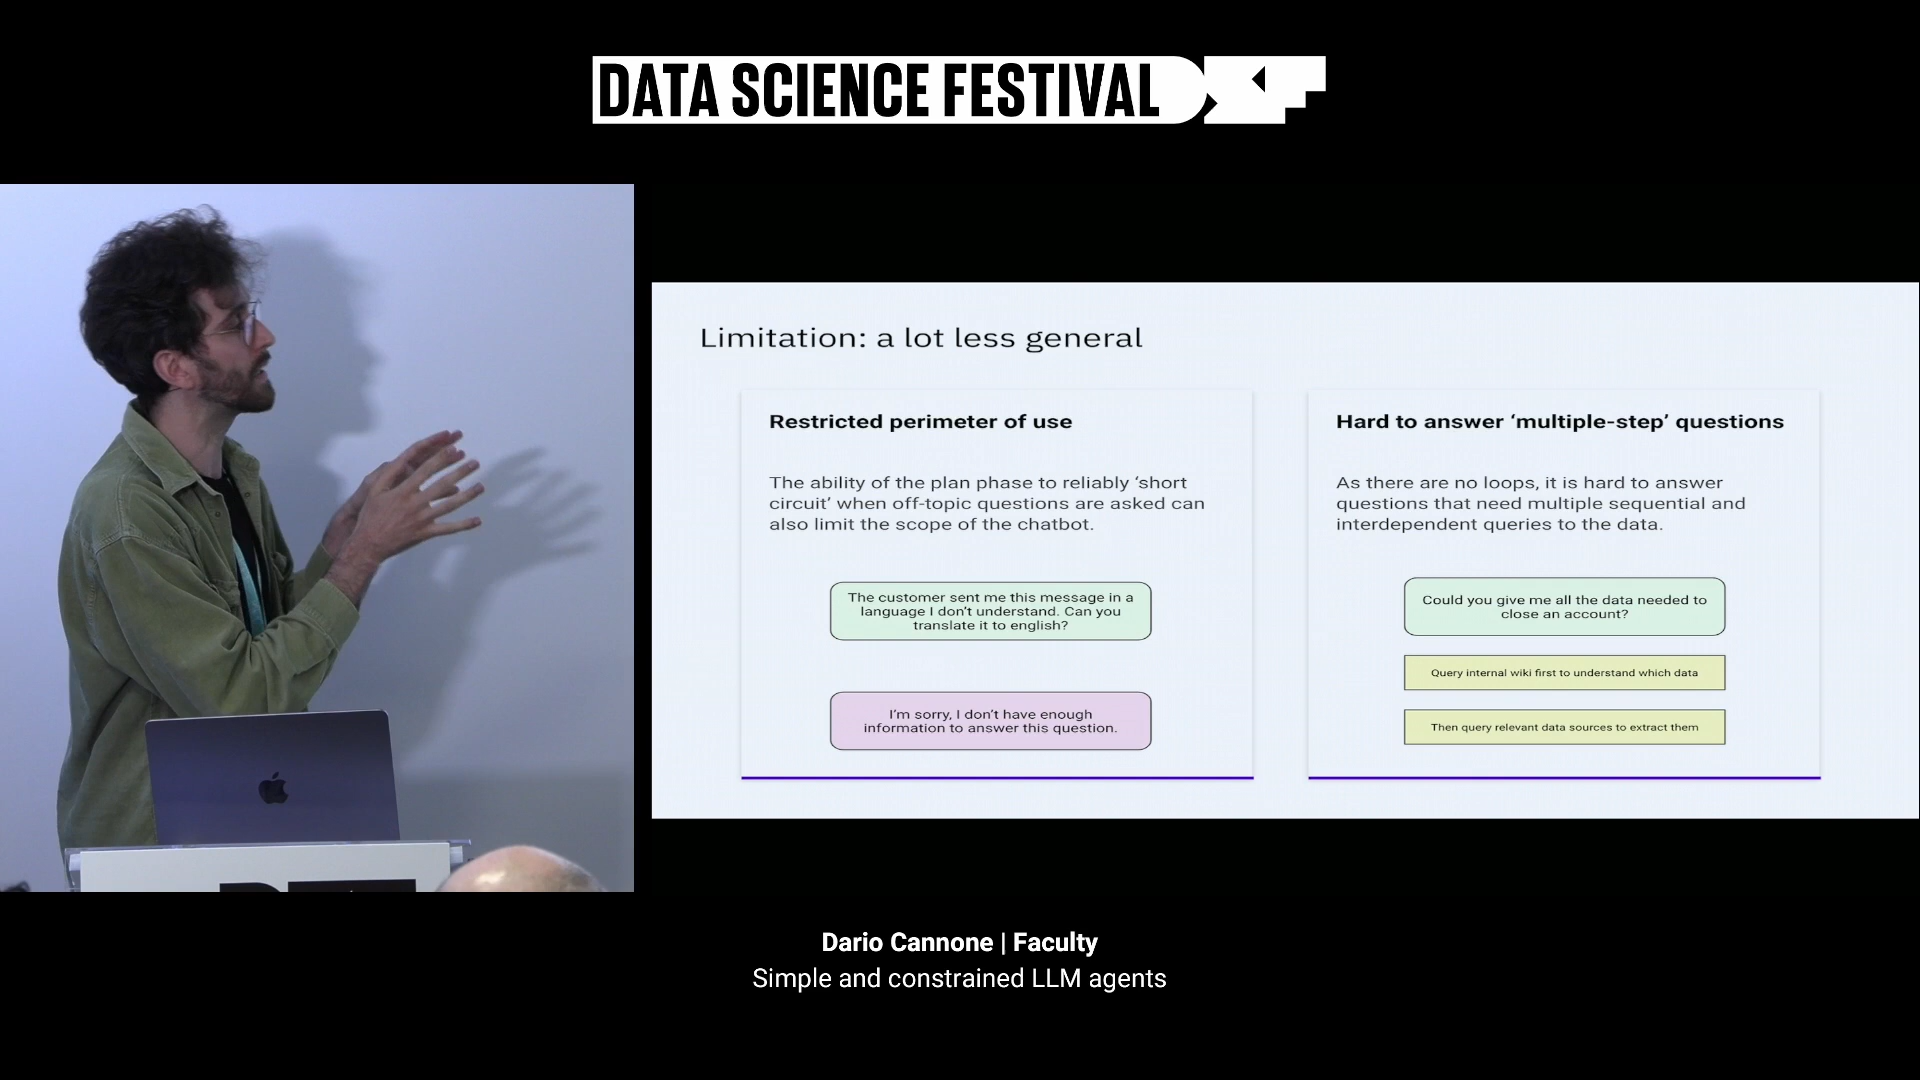 DATA SCIENCE FESTIVAL
Limitation: a lot less general
Restricted perimeter of use
The ability of the plan phase to reliably ‘short
circuit’ when off-topic questions are asked can
also limit the scope of the chatbot.
The customer sent me this message in a
language I don’t understand. Can you
translate it to english?
I’m sorry, I don’t have enough
information to answer this question.
Hard to answer ‘multiple-step’ questions
As there are no loops, it is hard to answer
questions that need multiple sequential and
interdependent queries to the data.
Could you give me all the data needed to
close an account?
Query internal wiki first to understand which data
Then query relevant data sources to extract them
Dario Cannone | Faculty
Simple and constrained LLM agents